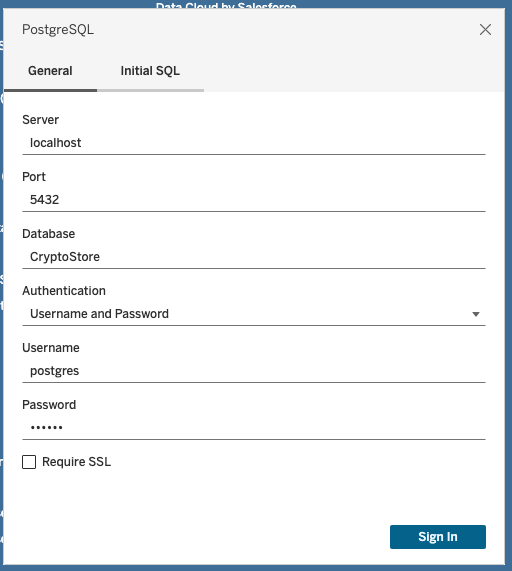 Data Cloud by Salesforce
PostgreSQL
General
Initial SQL
Server
localhost
Port
5432
Database
CryptoStore
Authentication
Username and Password
Username
postgres
Password
••••••
Require SSL
Sign In